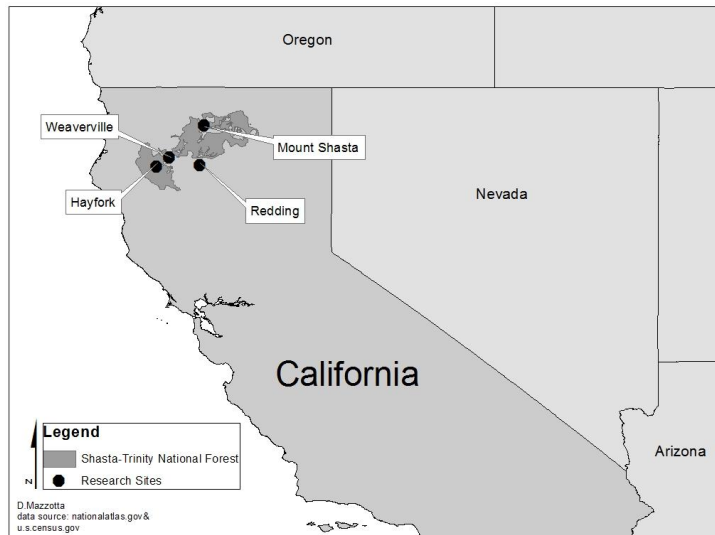 Oregon
Weaverville
Mount Shasta
Hayfork
Redding
Nevada
California
Arizona
Legend
Shasta-Trinity National Forest
Research Sites
N
D.Mazzotta
data source: nationalatlas.gov&
u.s.census.gov